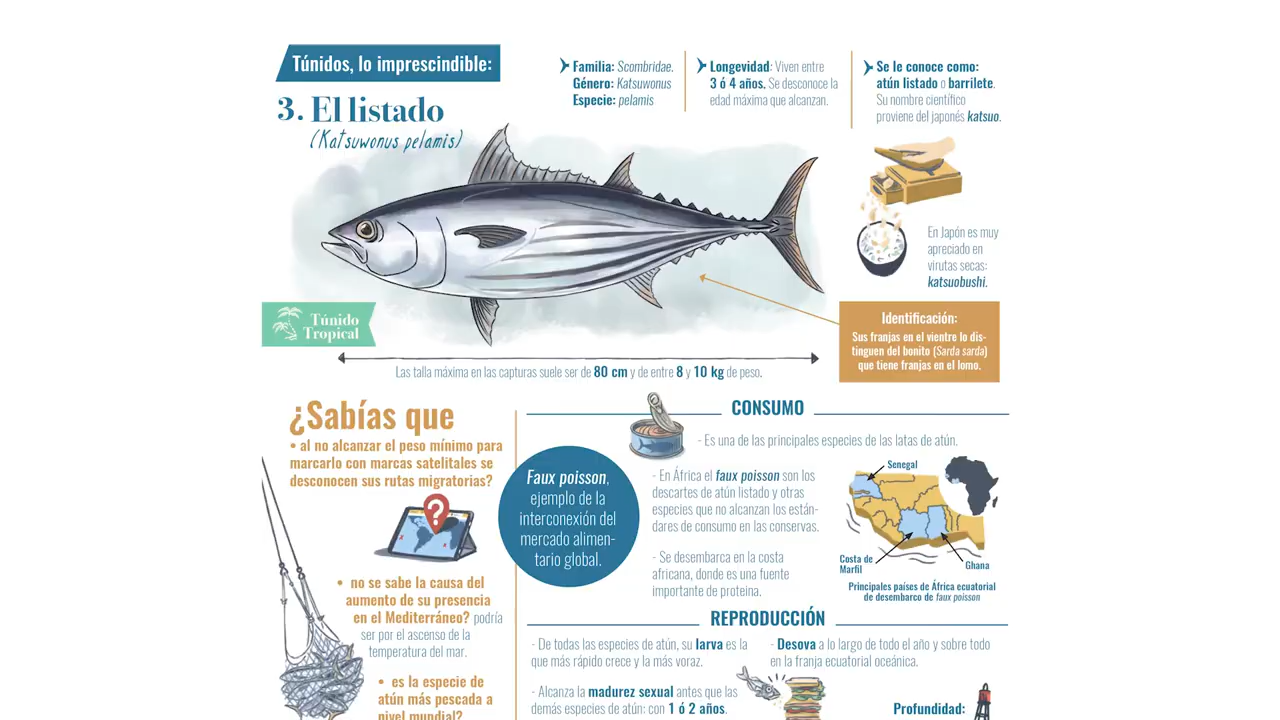 Túnidos, lo imprescindible:
3. El listado
(Katsuwonus pelamis)
Familia: Scombridae.
Género: Katsuwonus
Especie: pelamis
Longevidad: Viven entre
3 ó 4 años. Se desconoce la
edad máxima que alcanzan.
Se le conoce como:
atún listado o barrilete.
Su nombre científico
proviene del japonés katsuo.
En Japón es muy
apreciado en
virutas secas:
katsuobushi.
Túnido
Tropical
Identificación:
Sus franjas en el vientre lo dis-
tinguen del bonito (Sarda sarda)
que tiene franjas en el lomo.
Las talla máxima en las capturas suele ser de 80 cm y de entre 8 y 10 kg de peso.
¿Sabías que
• al no alcanzar el peso mínimo para
marcarlo con marcas satelitales se
desconocen sus rutas migratorias?
?
• no se sabe la causa del
aumento de su presencia
en el Mediterráneo? podría
ser por el ascenso de la
temperatura del mar.
• es la especie de
atún más pescada a
nivel mundial?
Faux poisson,
ejemplo de la
interconexión del
mercado alimen-
tario global.
CONSUMO
- Es una de las principales especies de las latas de atún.
- En África el faux poisson son los
descartes de atún listado y otras
especies que no alcanzan los están-
dares de consumo en las conservas.
- Se desembarca en la costa
africana, donde es una fuente
importante de proteina.
Senegal
Costa de
Marfil
Ghana
Principales países de África ecuatorial
de desembarco de faux poisson
REPRODUCCIÓN
- De todas las especies de atún, su larva es la
que más rápido crece y la más voraz.
- Alcanza la madurez sexual antes que las
demás especies de atún: con 1 ó 2 años.
- Desova a lo largo de todo el año y sobre todo
en la franja ecuatorial oceánica.
Profundidad: